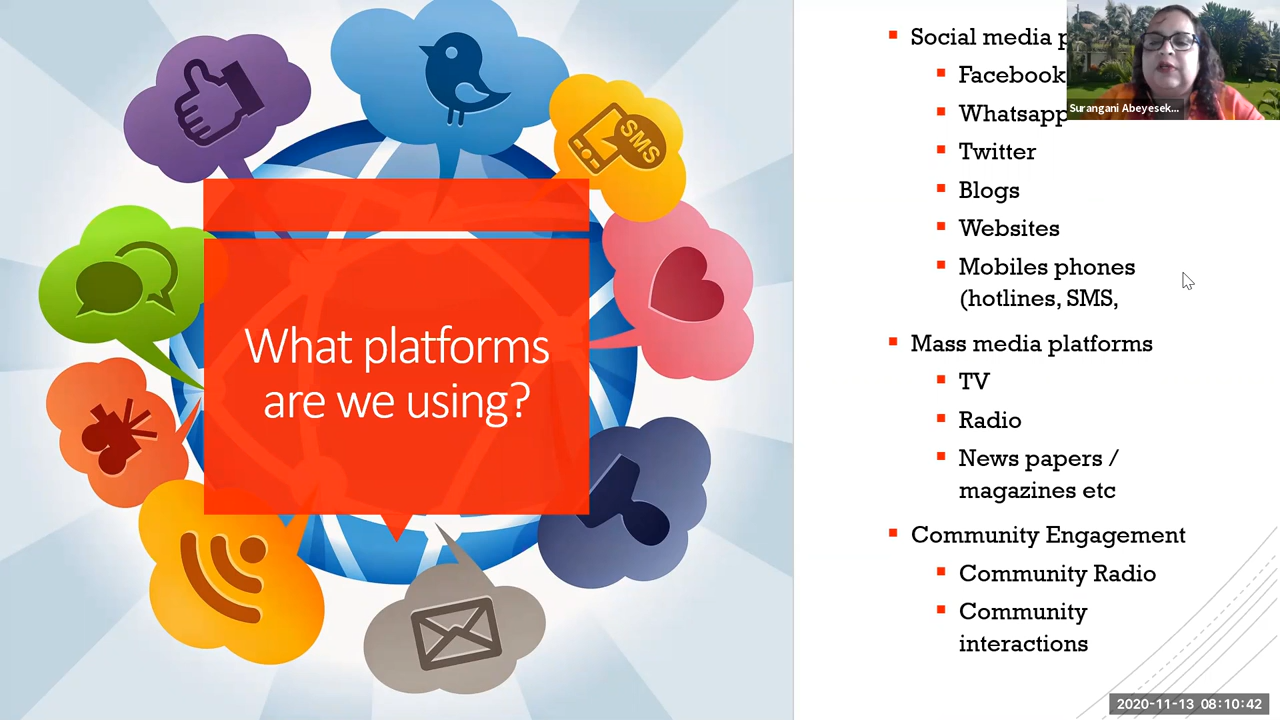 SMS
What platforms
are we using?
Social media
Facebook
Whatsapp
Twitter
Blogs
Websites
Mobiles phones
(hotlines, SMS,
Mass media platforms
TV
Radio
News papers /
magazines etc
Community Engagement
Community Radio
Community
interactions
Surangani Abeyesek...
2020-11-13 08:10:42